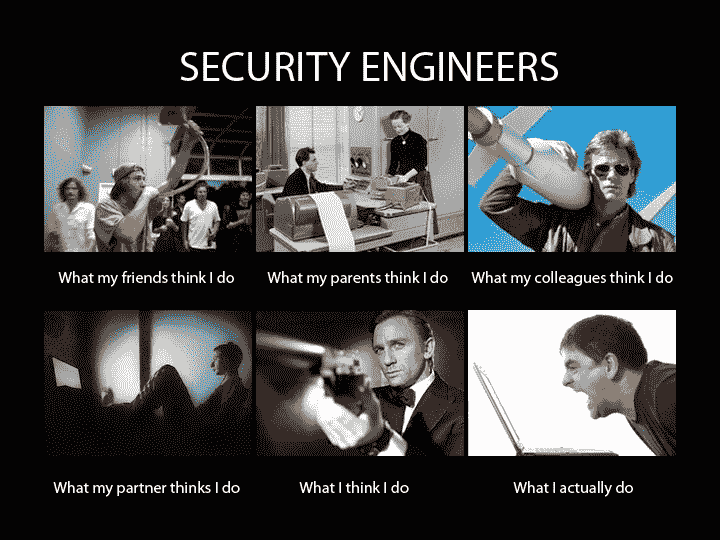 SECURITY ENGINEERS
What my friends think I do
What my parents think I do
What my colleagues think I do
What my partner thinks I do
What I think I do
What I actually do